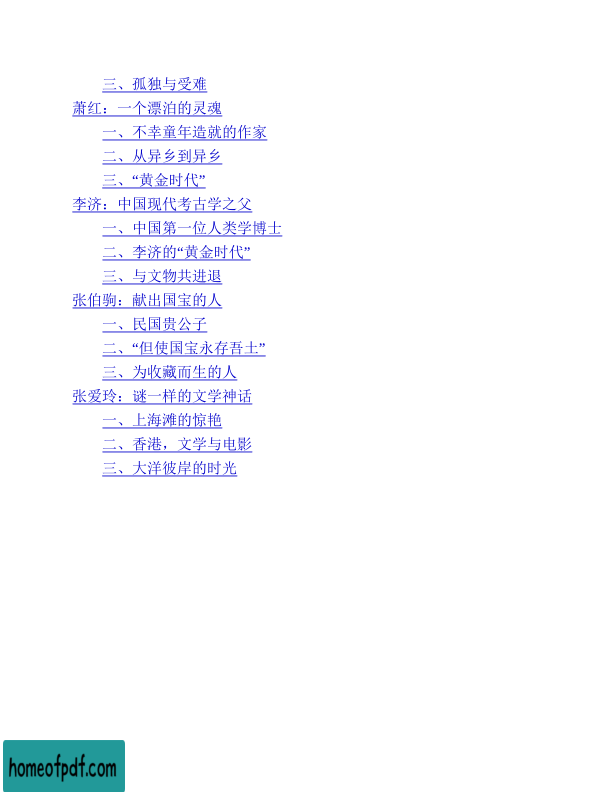 三、孤独与受难
萧红：一个漂泊的灵魂
一、不幸童年造就的作家
二、从异乡到异乡
三、“黄金时代”
李济：中国现代考古学之父
一、中国第一位人类学博士
二、李济的“黄金时代”
三、与文物共进退
张伯驹：献出国宝的人
一、民国贵公子
二、“但使国宝永存吾土”
三、为收藏而生的人
张爱玲：谜一样的文学神话
一、上海滩的惊艳
二、香港，文学与电影
三、大洋彼岸的时光
homeofpdf.com